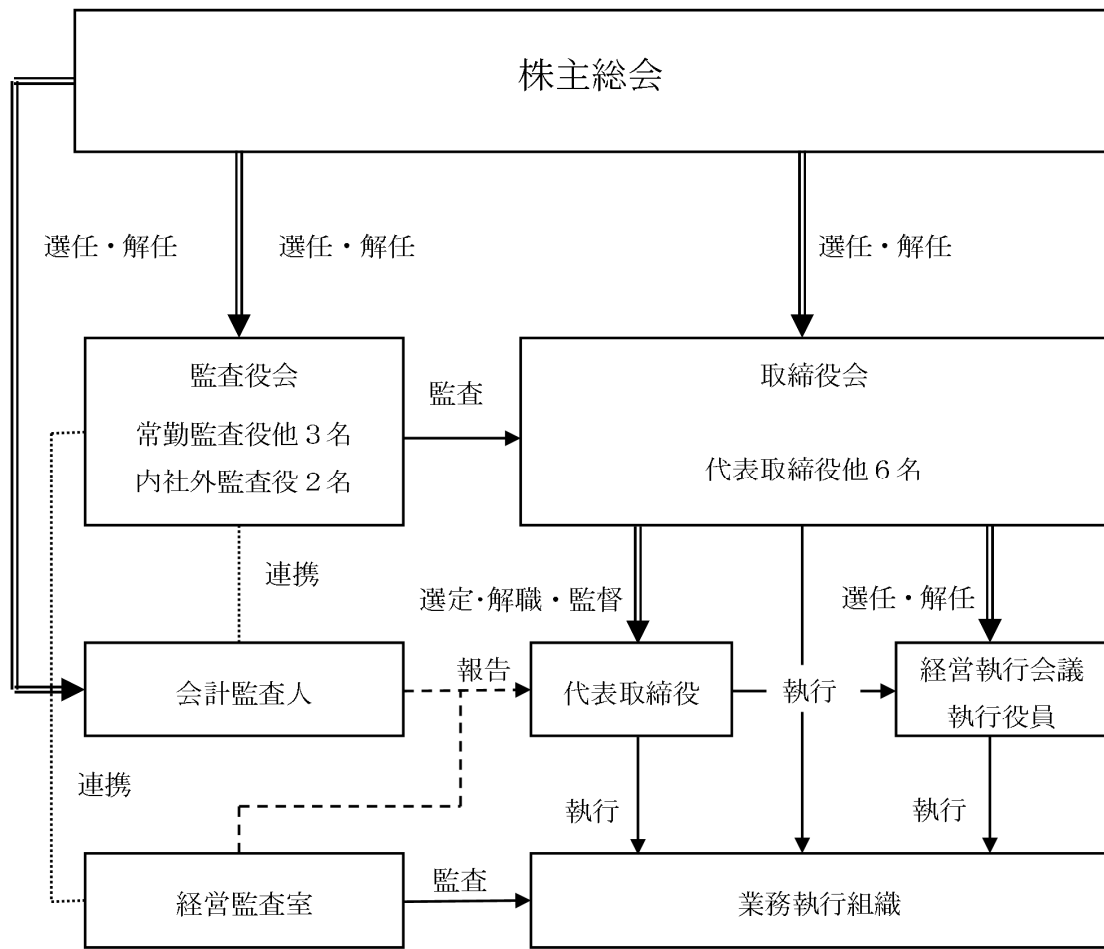 株主総会
選任・解任
選任・解任
選任・解任
監査役会
常勤監査役他３名
内社外監査役２名
監査
取締役会
代表取締役他６名
連携
選定・解職・監督
選任・解任
会計監査人
報告
代表取締役
執行
経営執行会議
執行役員
連携
執行
執行
経営監査室
監査
業務執行組織